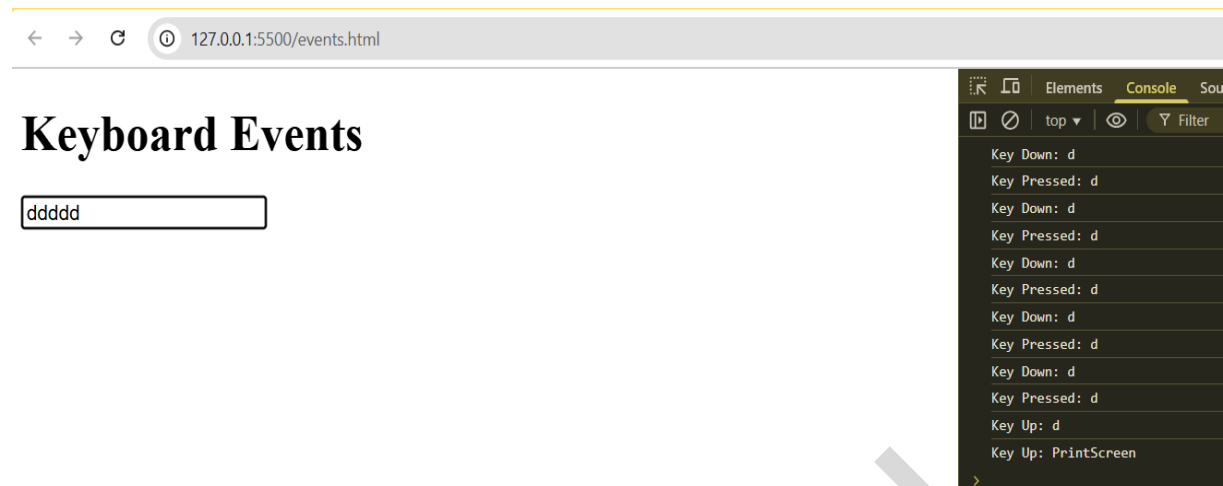 127.0.0.1:5500/events.html
Elements Console Sou
top Filter
Keyboard Events
ddddd
Key Down: d
Key Pressed: d
Key Down: d
Key Pressed: d
Key Down: d
Key Pressed: d
Key Down: d
Key Pressed: d
Key Down: d
Key Pressed: d
Key Up: d
Key Up: PrintScreen